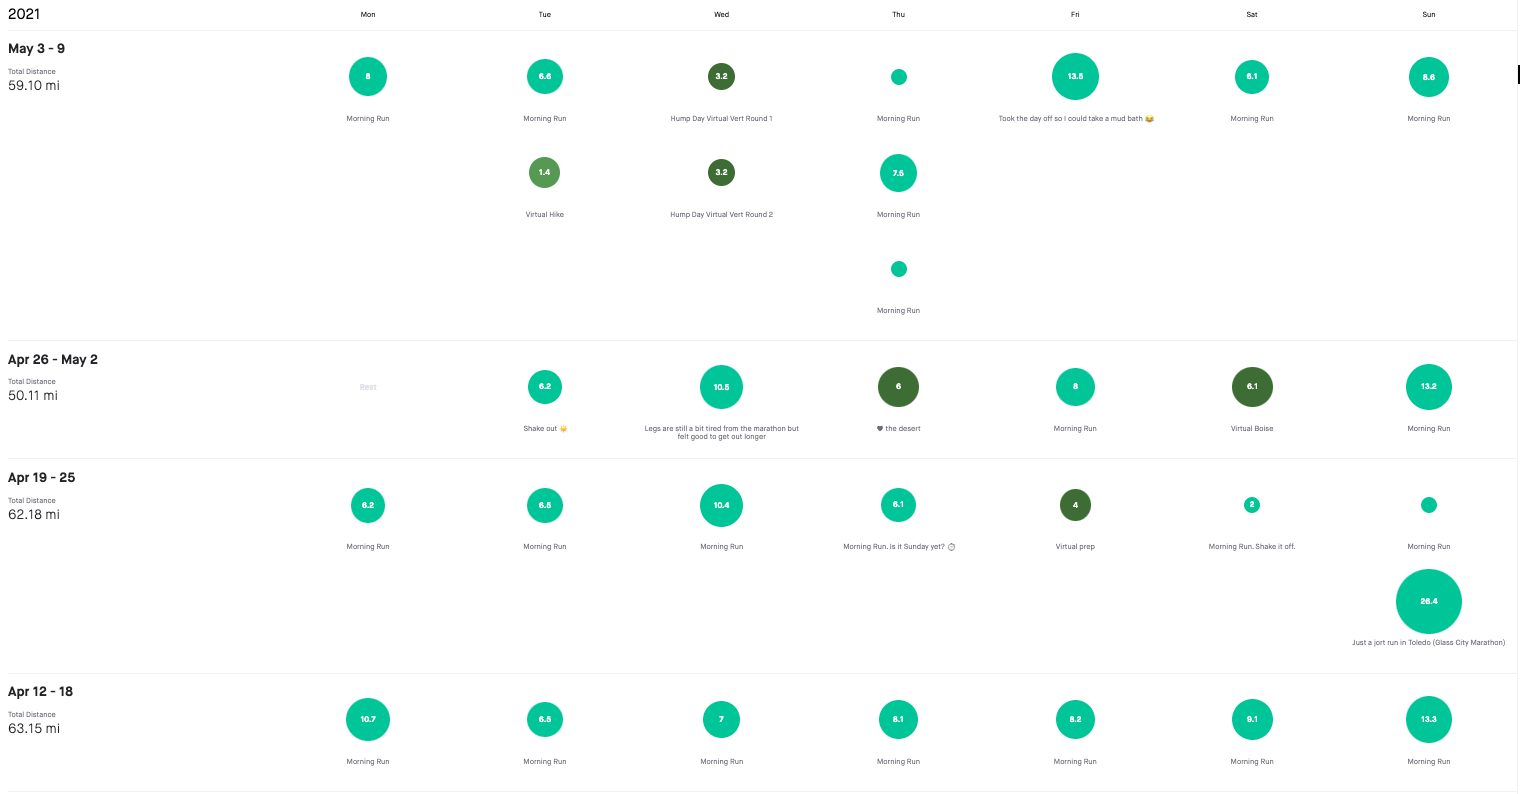 2021 Mon Tue Wed Thu Fri Sat Sun
May 3 - 9
Total Distance
59.10 mi
8 6.6 3.2 13.5 6.1 8.6
Morning Run Morning Run Hump Day Virtual Vert Round 1 Morning Run Took the day off so I could take a mud bath 😂 Morning Run Morning Run
1.4 3.2 7.5
Virtual Hike Hump Day Virtual Vert Round 2 Morning Run
Morning Run
Apr 26 - May 2
Total Distance
50.11 mi
Rest 6.2 10.5 6 8 6.1 13.2
Shake out ☀️ Legs are still a bit tired from the marathon but Morning Run Virtual Boise Morning Run
felt good to get out longer
🖤 the desert
Apr 19 - 25
Total Distance
62.18 mi
6.2 6.5 10.4 6.1 4 2
Morning Run Morning Run Morning Run Morning Run. Is it Sunday yet? ⏱ Virtual prep Morning Run. Shake it off. Morning Run
26.4
Just a jort run in Toledo (Glass City Marathon)
Apr 12 - 18
Total Distance
63.15 mi
10.7 6.5 7 8.1 8.2 9.1 13.3
Morning Run Morning Run Morning Run Morning Run Morning Run Morning Run Morning Run